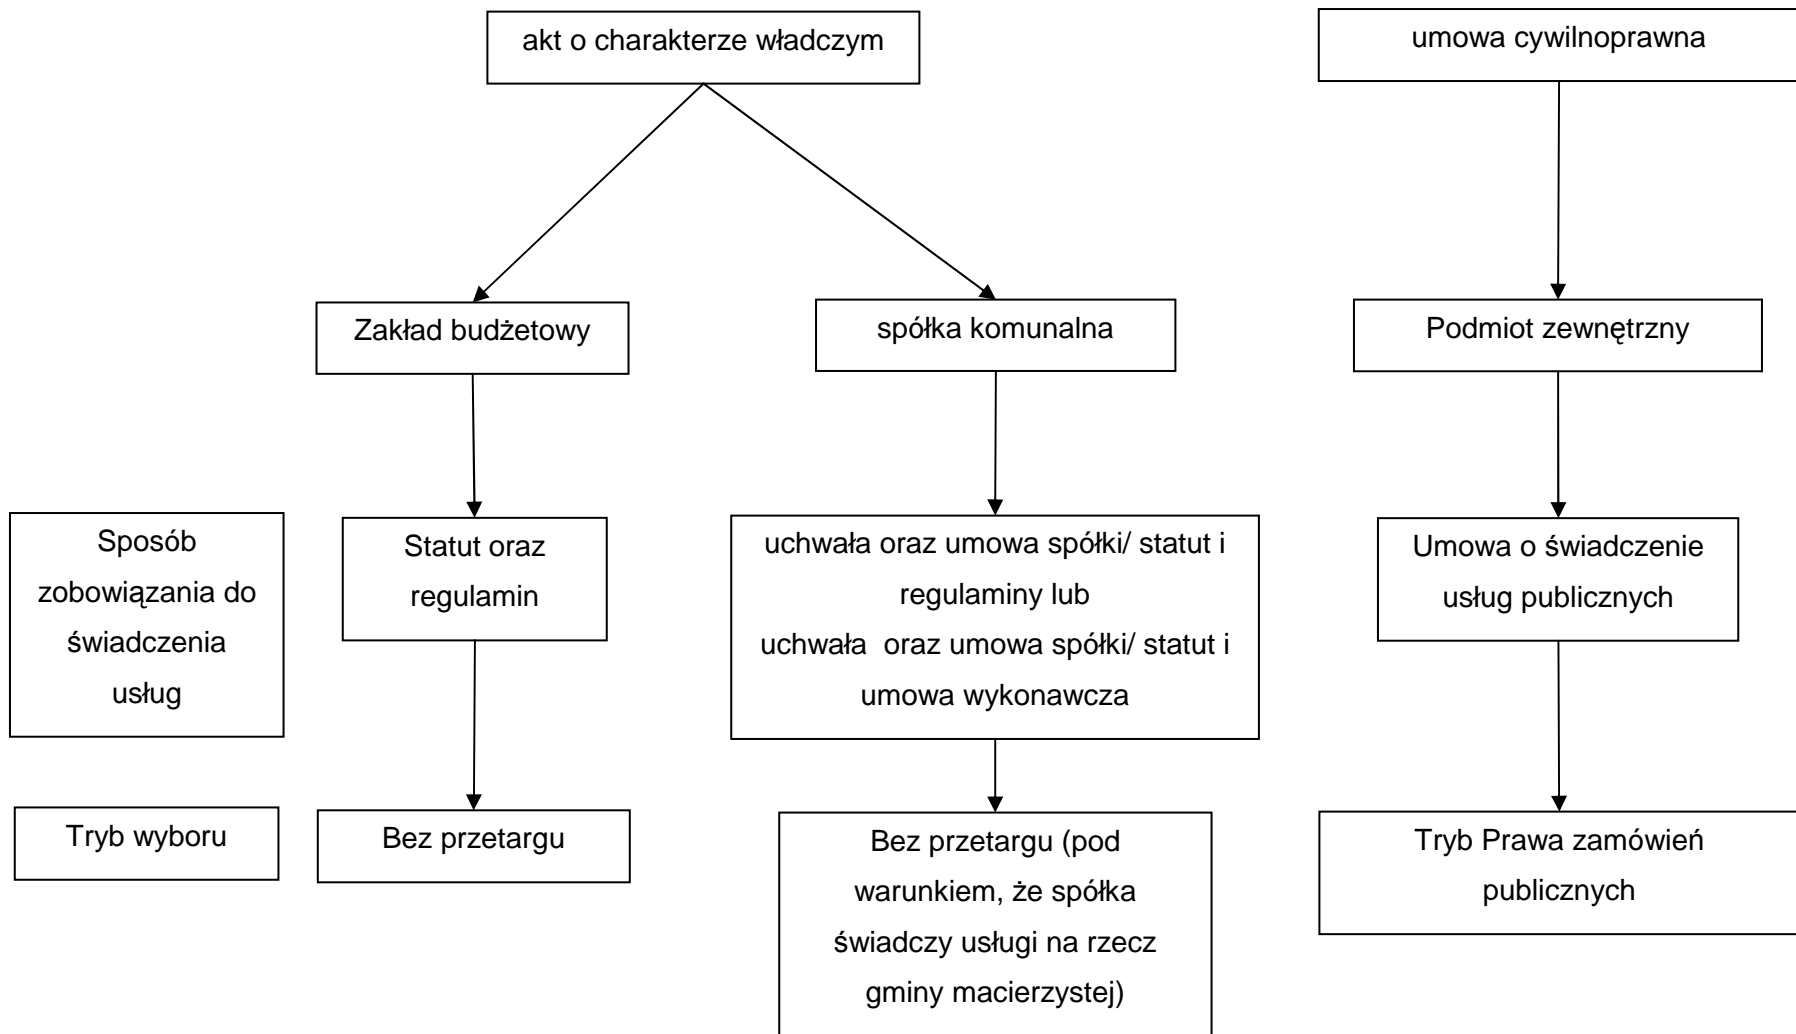 akt o charakterze władczym
umowa cywilnoprawna
Zakład budżetowy
spółka komunalna
Podmiot zewnętrzny
Sposób
zobowiązania do
świadczenia
usług
Statut oraz
regulamin
uchwała oraz umowa spółki/ statut i
regulaminy lub
uchwała  oraz umowa spółki/ statut i
umowa wykonawcza
Umowa o świadczenie
usług publicznych
Tryb wyboru
Bez przetargu
Bez przetargu (pod
warunkiem, że spółka
świadczy usługi na rzecz
gminy macierzystej)
Tryb Prawa zamówień
publicznych